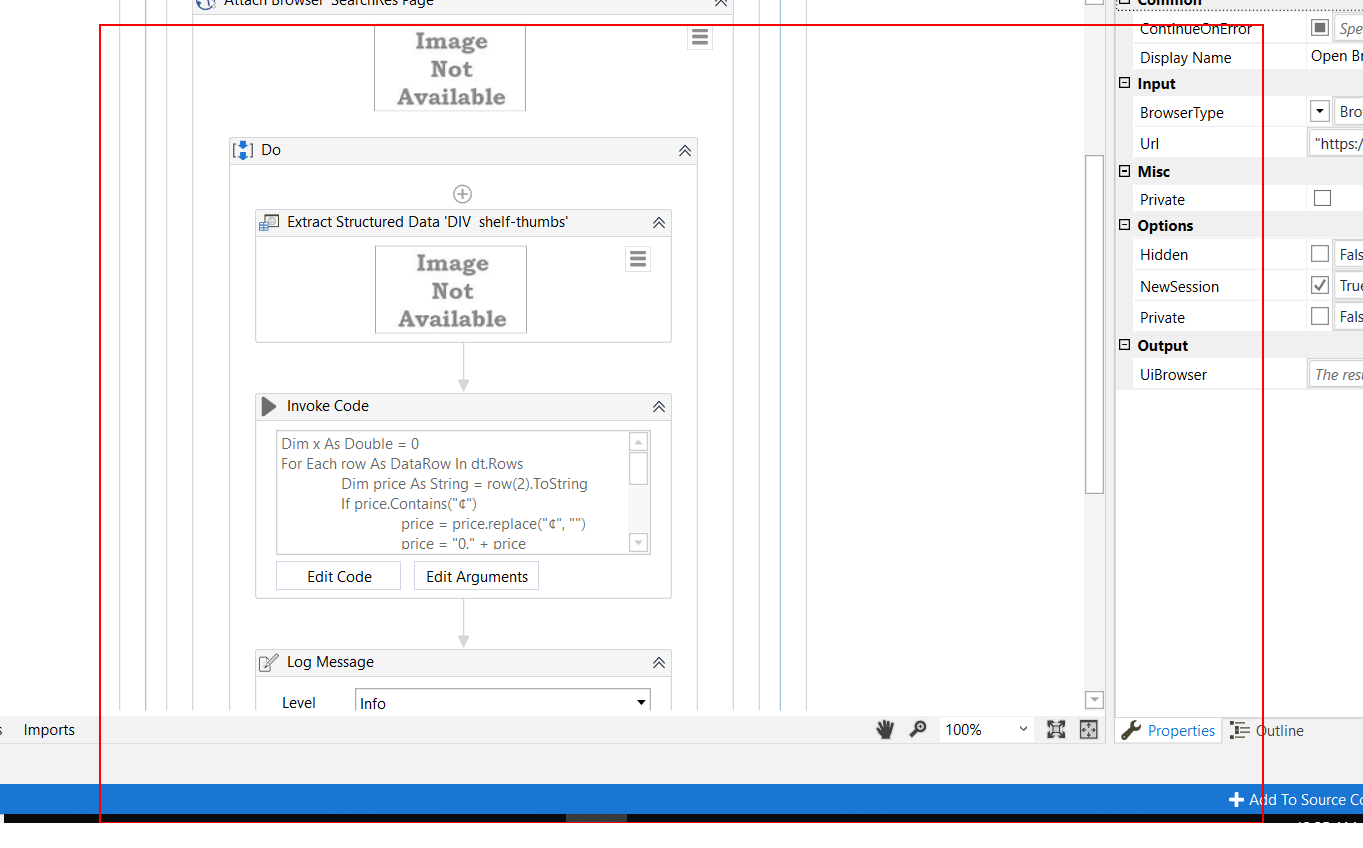 Attach Browser 'SearchRes Page'
Image
Not
Available
Do
Extract Structured Data 'DIV  shelf-thumbs'
Image
Not
Available
Invoke Code
Dim x As Double = 0
For Each row As DataRow In dt.Rows
Dim price As String = row(2).ToString
If price.Contains("¢")
price = price.replace("¢", "")
price = "0." + price
Edit Code
Edit Arguments
Log Message
Level
Info
Imports
100%
Common
ContinueOnError
Spe
Display Name
Open Br
Input
BrowserType
Bro
Url
"https:/
Misc
Private
Options
Hidden
Fals
NewSession
True
Private
Fals
Output
UiBrowser
The resu
Properties
Outline
Add To Source Co